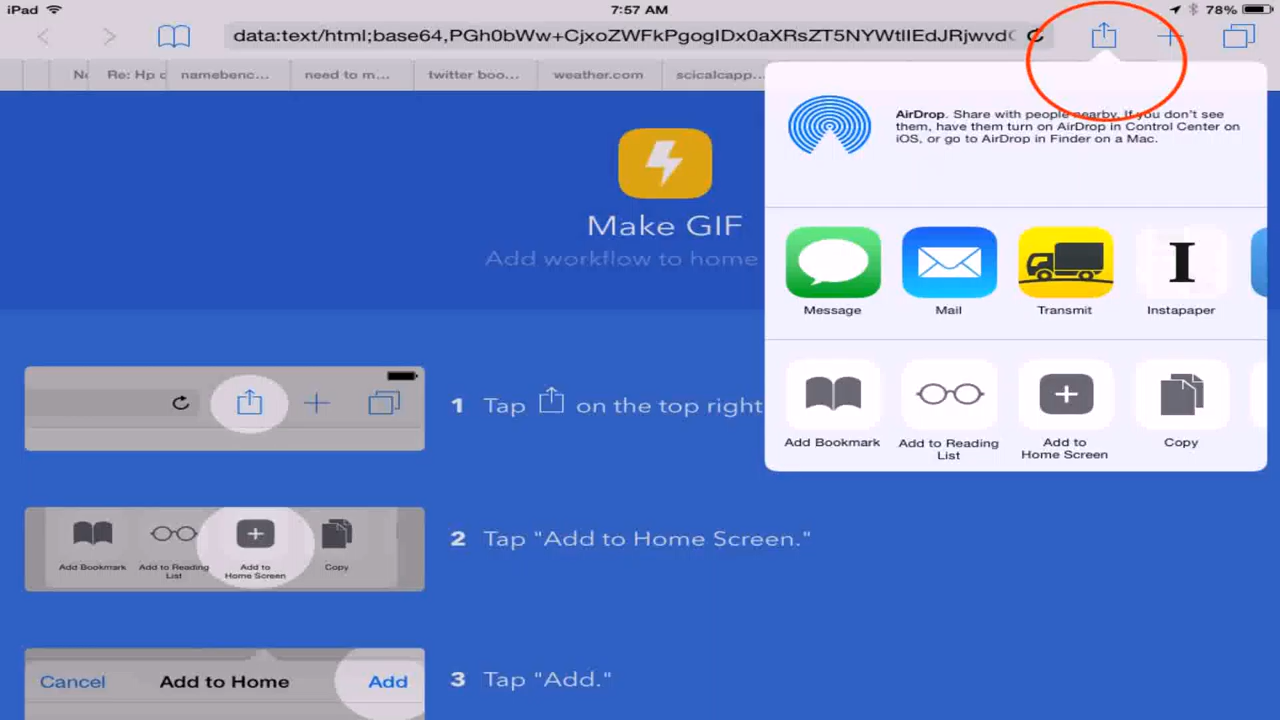 iPad
7:57 AM
78%
data:text/html;base64,
Re: Hp
namebenc...
need to m...
twitter boo...
weather.com
scicalcapp...
AirDrop. Share with people nearby. If you don't see
them, have them turn on AirDrop in Control Center on
iOS, or go to AirDrop in Finder on a Mac.
Make GIF
Add workflow to home
Message
Mail
Transmit
Instapaper
Add Bookmark
Add to Reading
List
Add to
Home Screen
Copy
1 Tap on the top right
Add Bookmark
Add to Reading
List
Add to
Home Screen
Copy
2 Tap "Add to Home Screen."
Cancel
Add to Home
Add
3 Tap "Add."